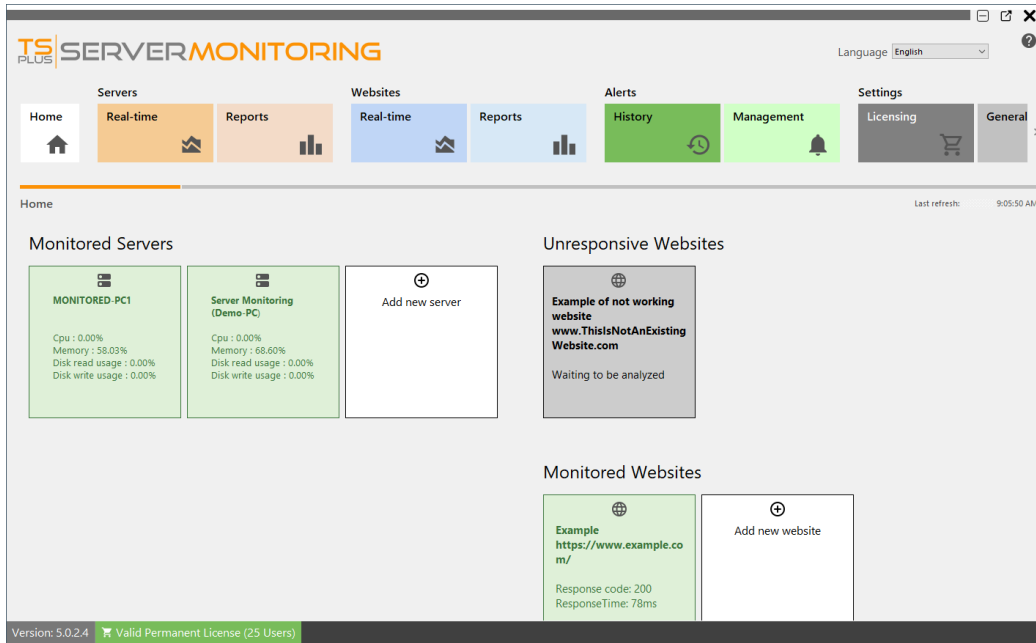 TS PLUS SERVERMONITORING
Language English
Servers Websites Alerts Settings
Home Real-time Reports Real-time Reports History Management Licensing General
Home
Last refresh: 9:05:50 AM
Monitored Servers
MONITORED-PC1
Cpu : 0.00%
Memory : 58.03%
Disk read usage : 0.00%
Disk write usage : 0.00%
Server Monitoring
(Demo-PC)
Cpu : 0.00%
Memory : 68.60%
Disk read usage : 0.00%
Disk write usage : 0.00%
Add new server
Unresponsive Websites
Example of not working
website
www.ThisIsNotAnExisting
Website.com
Waiting to be analyzed
Monitored Websites
Example
https://www.example.co
m/
Response code: 200
ResponseTime: 78ms
Add new website
Version: 5.0.2.4 Valid Permanent License (25 Users)